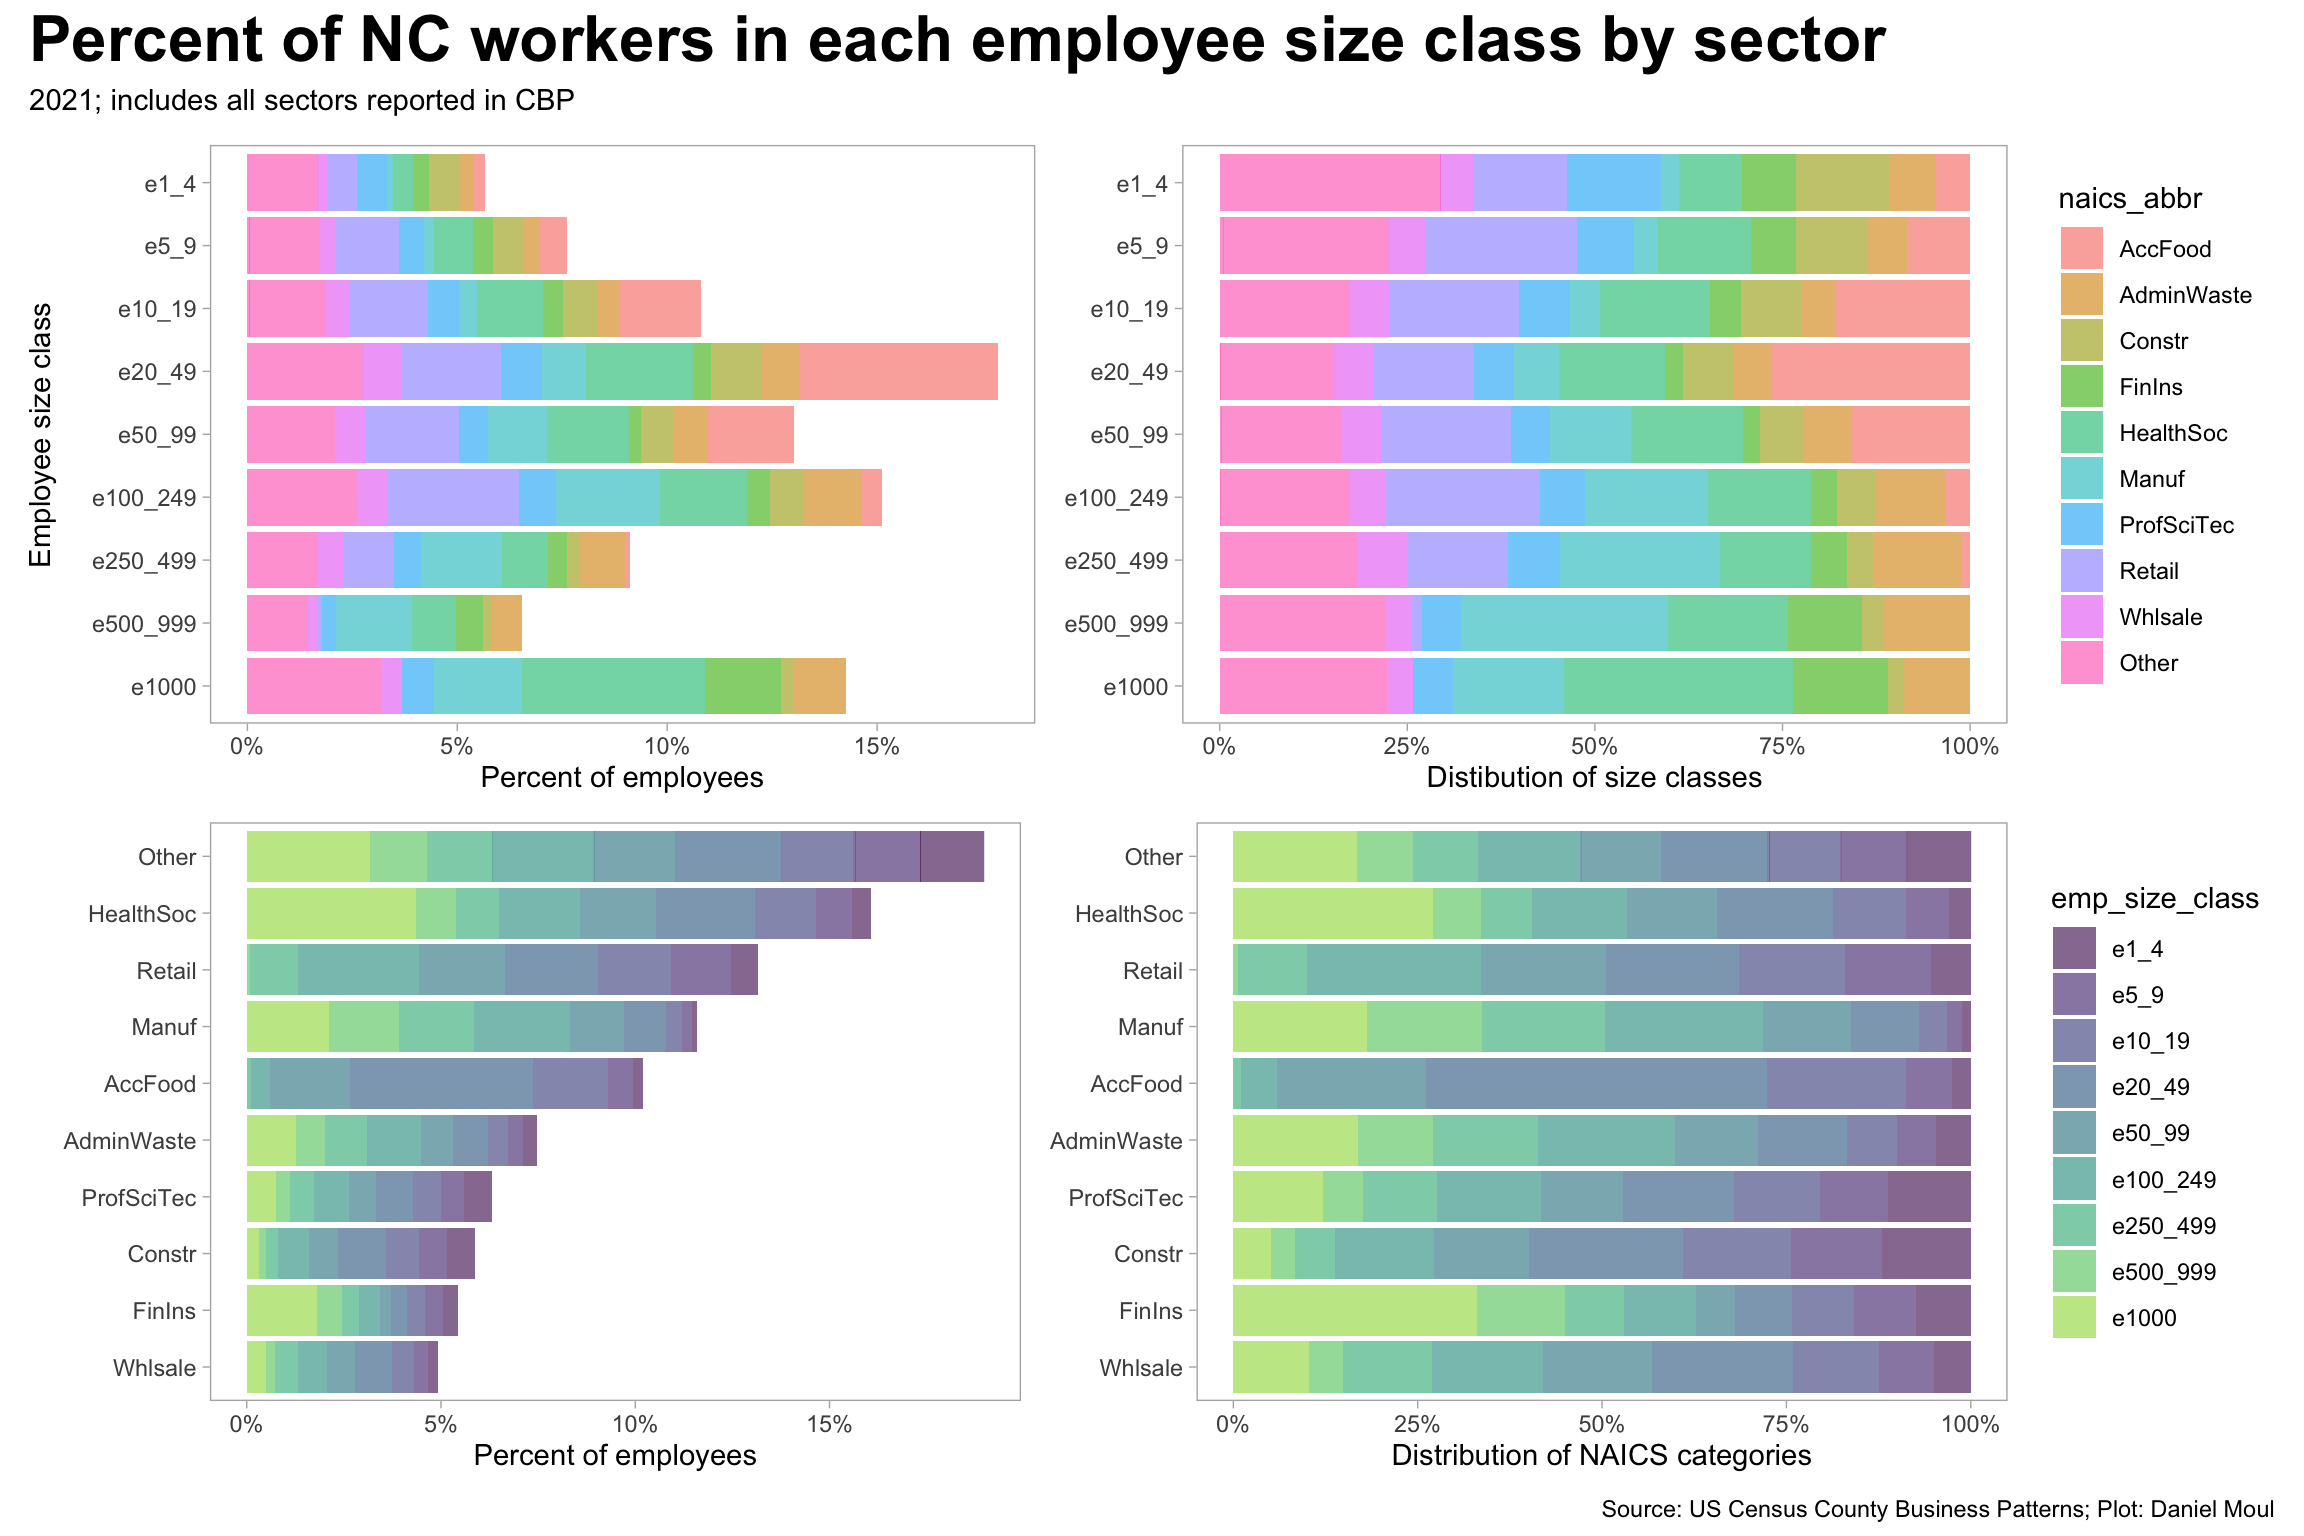 Percent of NC workers in each employee size class by sector
2021; includes all sectors reported in CBP
Employee size class
e1_4
e5_9
e10_19
e20_49
e50_99
e100_249
e250_499
e500_999
e1000
0% 5% 10% 15%
Percent of employees
e1_4
e5_9
e10_19
e20_49
e50_99
e100_249
e250_499
e500_999
e1000
0% 25% 50% 75% 100%
Distibution of size classes
naics_abbr
AccFood
AdminWaste
Constr
FinIns
HealthSoc
Manuf
ProfSciTec
Retail
Whlsale
Other
Other
HealthSoc
Retail
Manuf
AccFood
AdminWaste
ProfSciTec
Constr
FinIns
Whlsale
0% 5% 10% 15%
Percent of employees
Other
HealthSoc
Retail
Manuf
AccFood
AdminWaste
ProfSciTec
Constr
FinIns
Whlsale
0% 25% 50% 75% 100%
Distribution of NAICS categories
emp_size_class
e1_4
e5_9
e10_19
e20_49
e50_99
e100_249
e250_499
e500_999
e1000
Source: US Census County Business Patterns; Plot: Daniel Moul